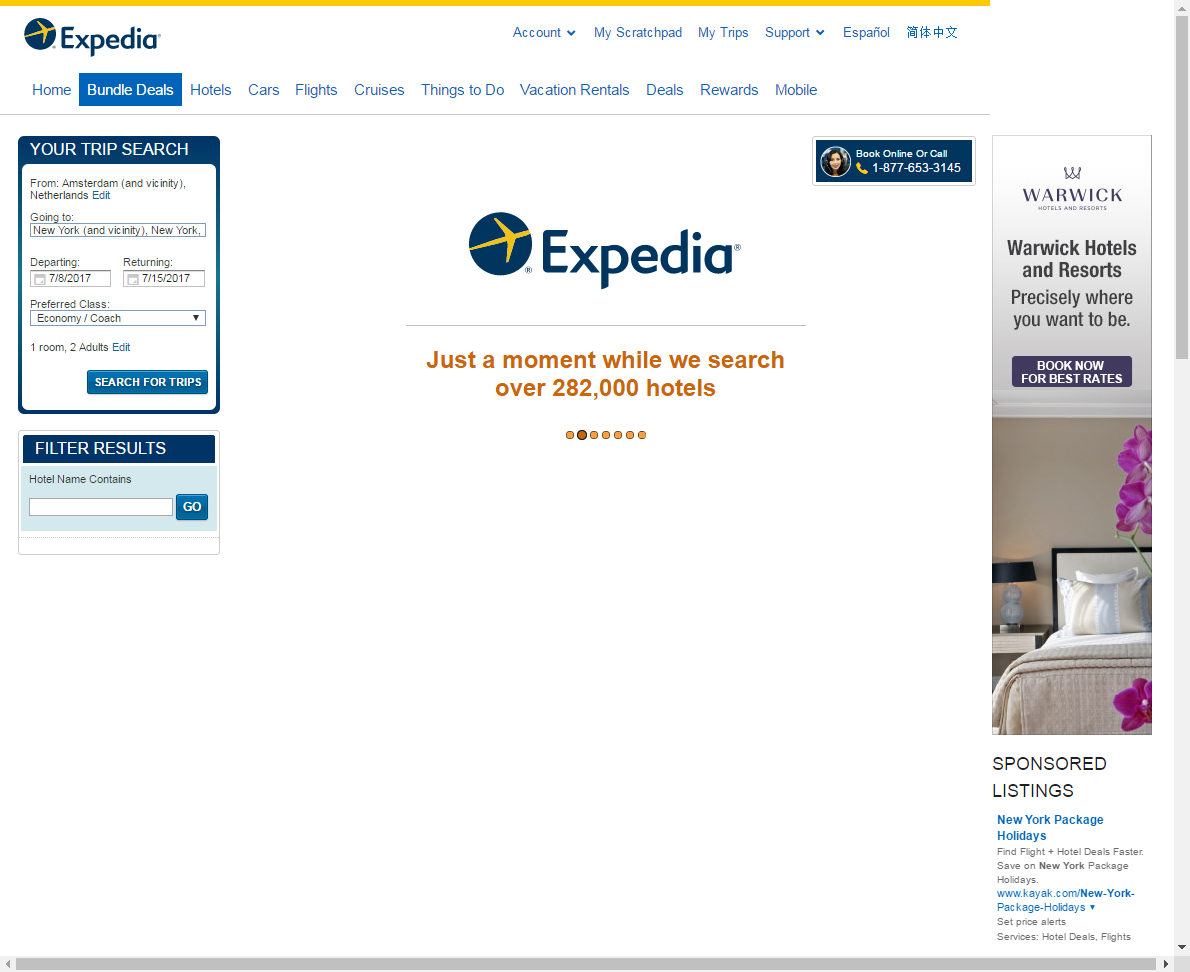 Expedia
Account
My Scratchpad
My Trips
Support
Español
简体中文
Home
Bundle Deals
Hotels
Cars
Flights
Cruises
Things to Do
Vacation Rentals
Deals
Rewards
Mobile
YOUR TRIP SEARCH
From: Amsterdam (and vicinity),
Netherlands Edit
Going to:
New York (and vicinity), New York,
Departing:
Returning:
7/8/2017
7/15/2017
Preferred Class:
Economy / Coach
1 room, 2 Adults Edit
SEARCH FOR TRIPS
FILTER RESULTS
Hotel Name Contains
GO
Book Online Or Call
1-877-653-3145
Expedia®
Just a moment while we search
over 282,000 hotels
WARWICK
HOTELS AND RESORTS
Warwick Hotels
and Resorts
Precisely where
you want to be.
BOOK NOW
FOR BEST RATES
SPONSORED
LISTINGS
New York Package
Holidays
Find Flight + Hotel Deals Faster.
Save on New York Package
Holidays.
www.kayak.com/New-York-
Package-Holidays
Set price alerts
Services: Hotel Deals, Flights